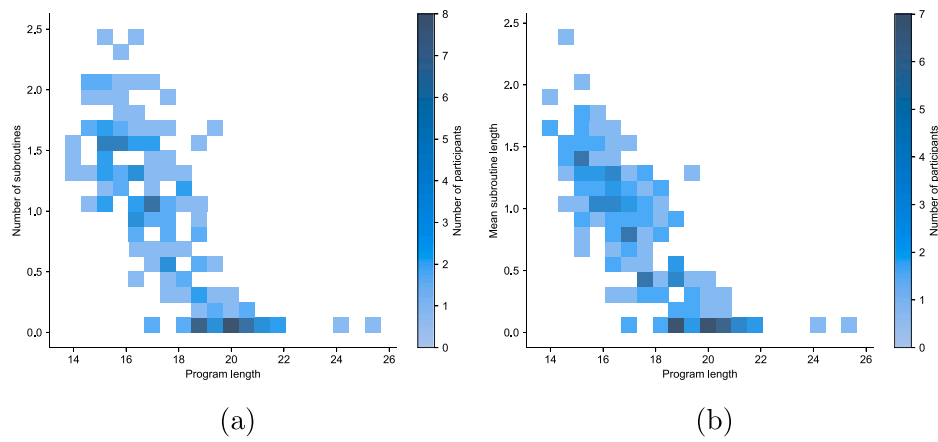 2.5
2.0
1.5
1.0
0.5
0.0
Number of subroutines
14 16 18 20 22 24 26
Program length
8
7
6
5
4
3
2
1
0
Number of participants
(a)
2.5
2.0
1.5
1.0
0.5
0.0
Mean subroutine length
14 16 18 20 22 24 26
Program length
7
6
5
4
3
2
1
0
Number of participants
(b)